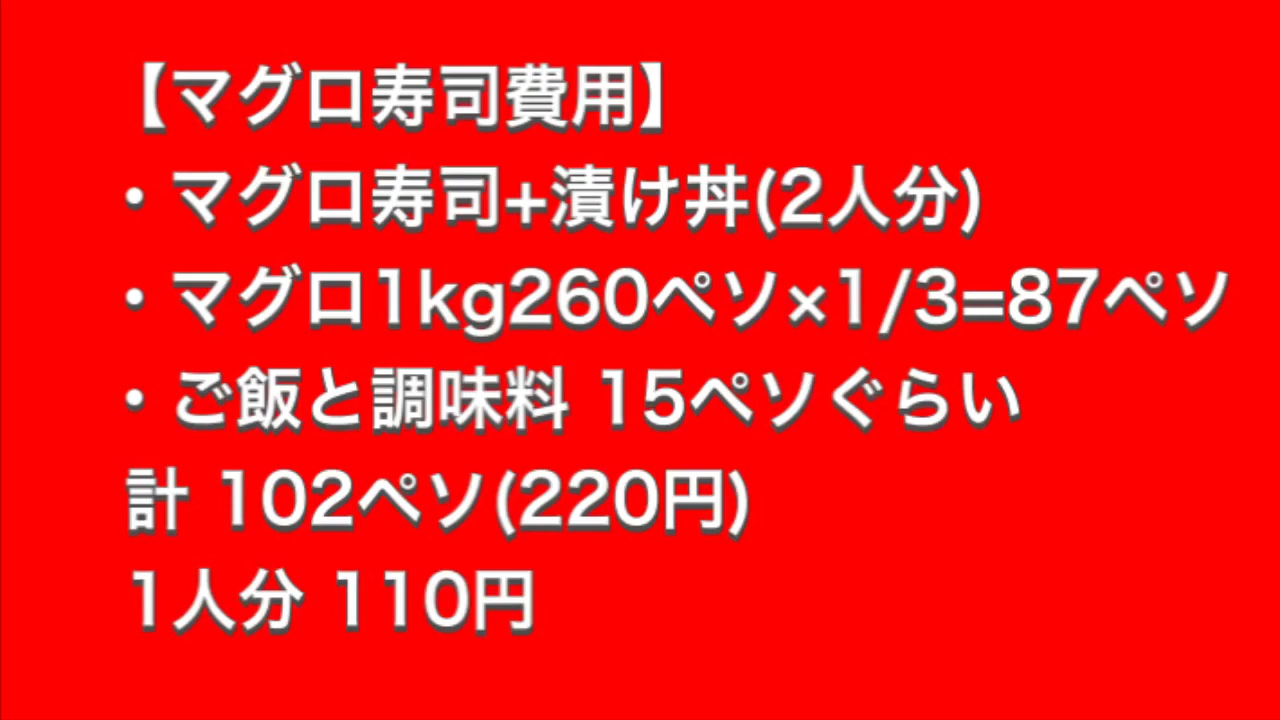 【マグロ寿司費用】
・マグロ寿司+漬け丼(2人分)
・マグロ1kg260ペソ×1/3=87ペソ
・ご飯と調味料 15ペソぐらい
計 102ペソ(220円)
1人分 110円